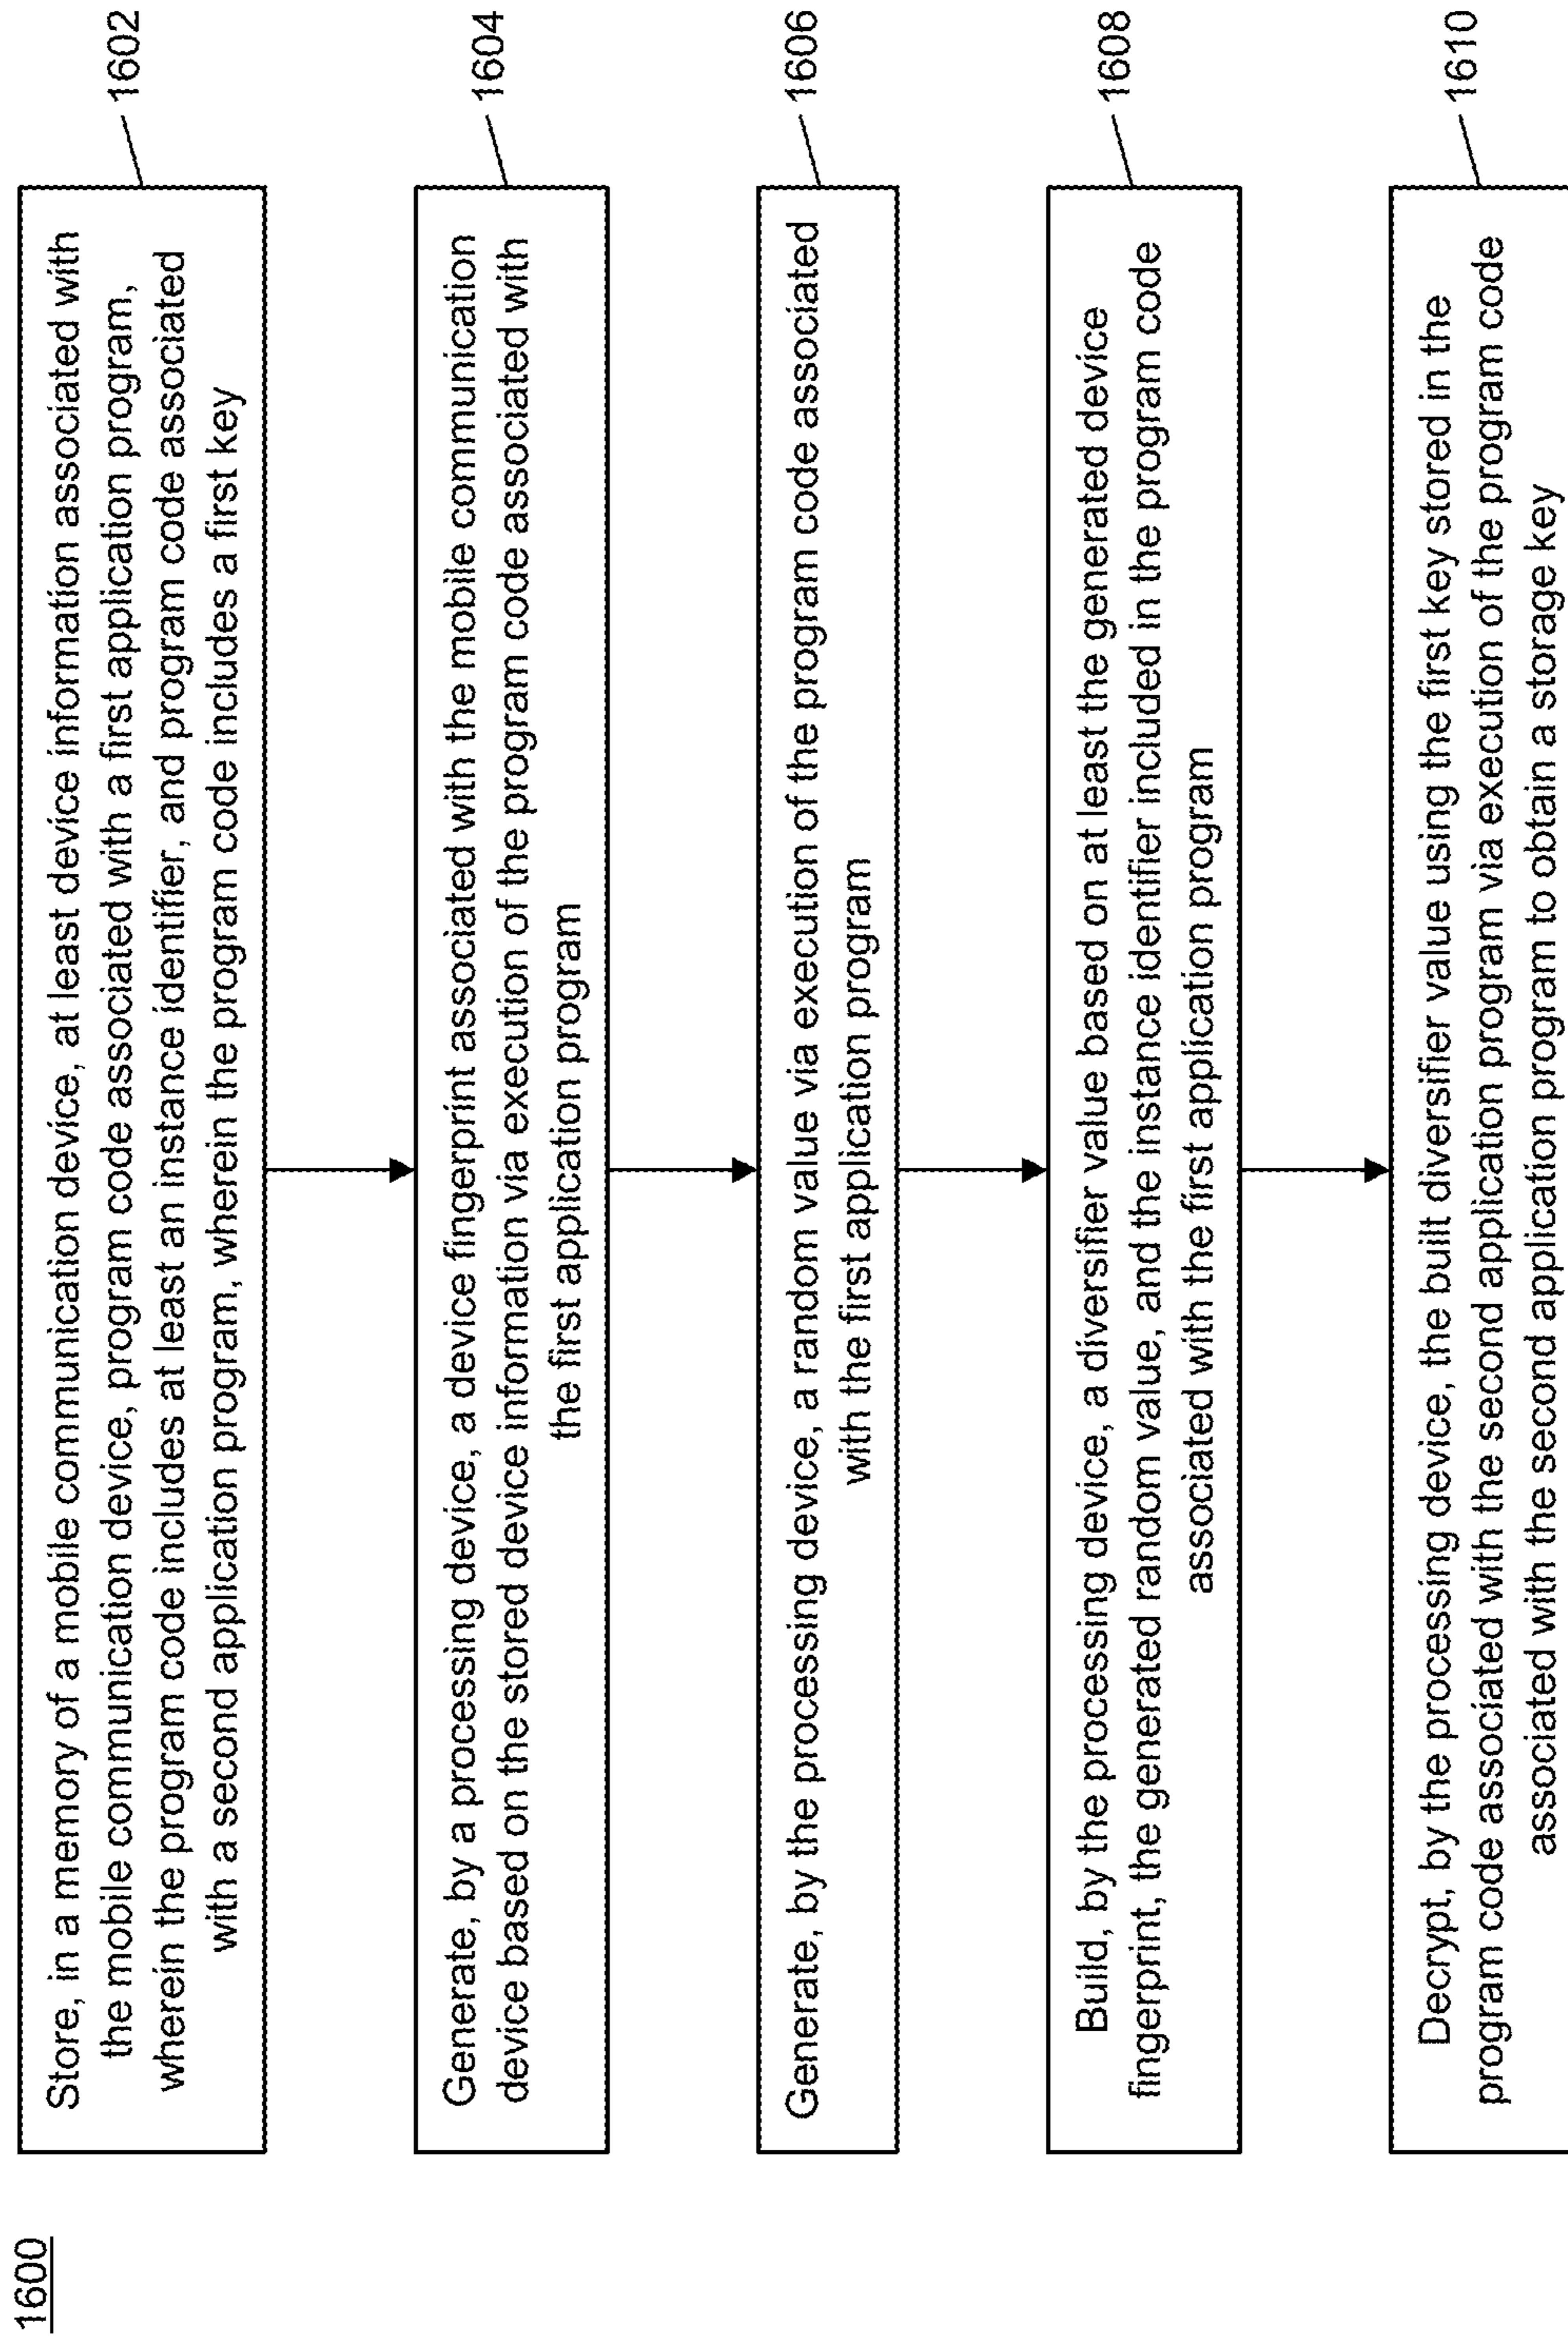 1600
Store, in a memory of a mobile communication device, at least device information associated with
the mobile communication device, program code associated with a first application program,
wherein the program code includes at least an instance identifier, and program code associated
with a second application program, wherein the program code includes a first key
1602
Generate, by a processing device, a device fingerprint associated with the mobile communication
device based on the stored device information via execution of the program code associated with
the first application program
1604
Generate, by the processing device, a random value via execution of the program code associated
with the first application program
1606
Build, by the processing device, a diversifier value based on at least the generated device
fingerprint, the generated random value, and the instance identifier included in the program code
associated with the first application program
1608
Decrypt, by the processing device, the built diversifier value using the first key stored in the
program code associated with the second application program via execution of the program code
associated with the second application program to obtain a storage key
1610